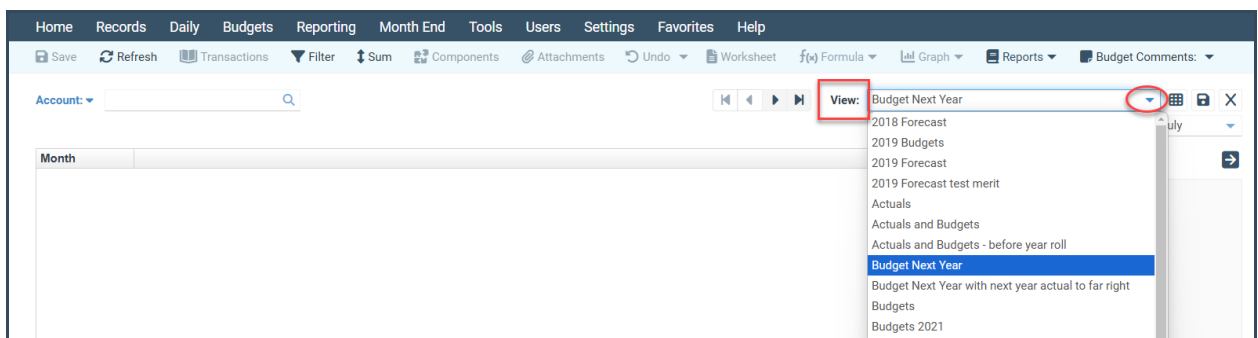 Home Records Daily Budgets Reporting Month End Tools Users Settings Favorites Help
Save Refresh Transactions Filter Sum Components Attachments Undo Worksheet f(x) Formula Graph Reports Budget Comments:
Account: View: Budget Next Year
2018 Forecast
uly
2019 Budgets
Month
2019 Forecast
2019 Forecast test merit
Actuals
Actuals and Budgets
Actuals and Budgets - before year roll
Budget Next Year
Budget Next Year with next year actual to far right
Budgets
Budgets 2021